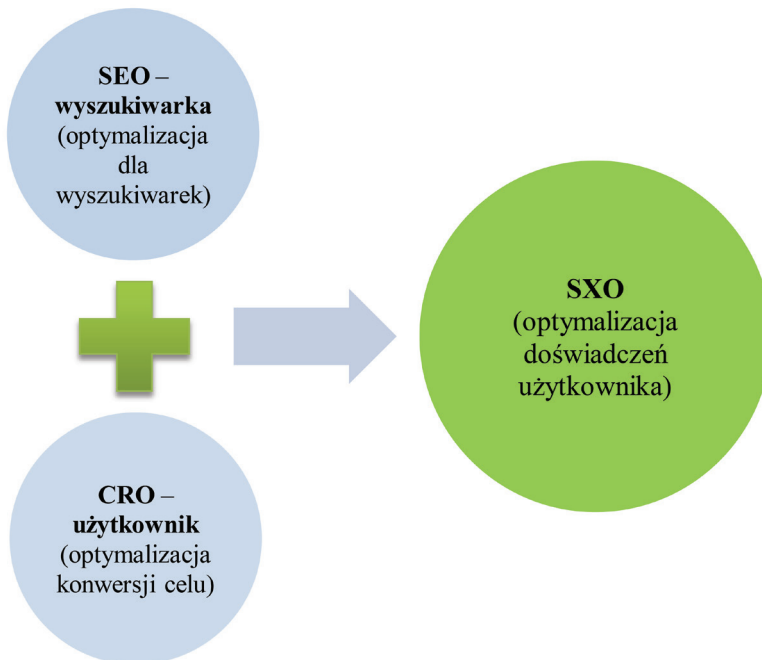 SEO –
wyszukiwarka
(optymalizacja
dla
wyszukiwarek)
CRO –
użytkownik
(optymalizacja
konwersji celu)
SXO
(optymalizacja
doświadczeń
użytkownika)